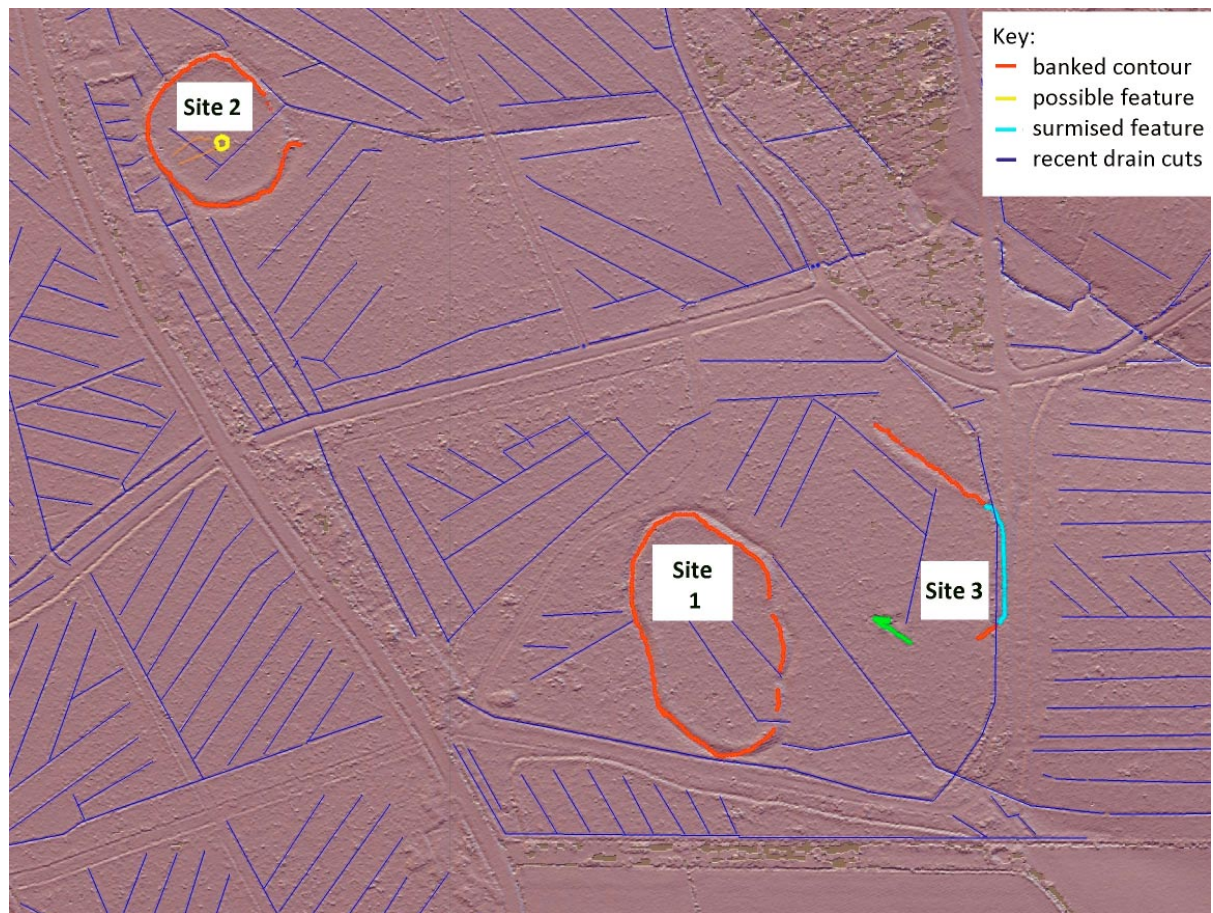 Key:
banked contour
possible feature
surmised feature
recent drain cuts
Site 2
Site
1
Site 3